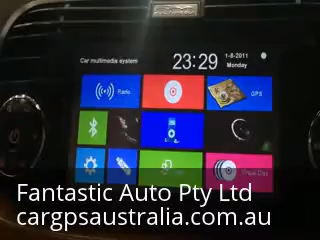 Car multimedia system
23:29
1-8-2011
Monday
Radio
GPS
Fantastic Auto Pty Ltd
cargpsaustralia.com.au